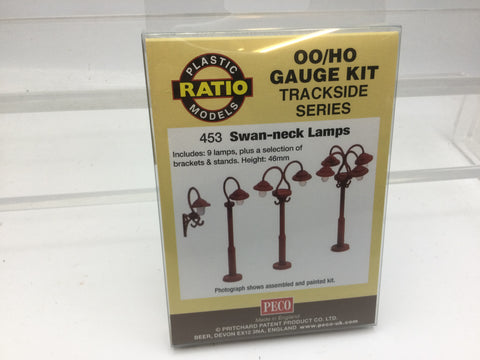 PLASTIC
RATIO
MODELS
OO/HO
GAUGE KIT
TRACKSIDE
SERIES
453 Swan-neck Lamps
Includes: 9 lamps, plus a selection of
brackets & stands. Height: 46mm
Photograph shows assembled and painted kit.
PECO
Made in England
© PRITCHARD PATENT PRODUCT CO. LTD.
BEER, DEVON EX12 3NA, ENGLAND www.peco-uk.com